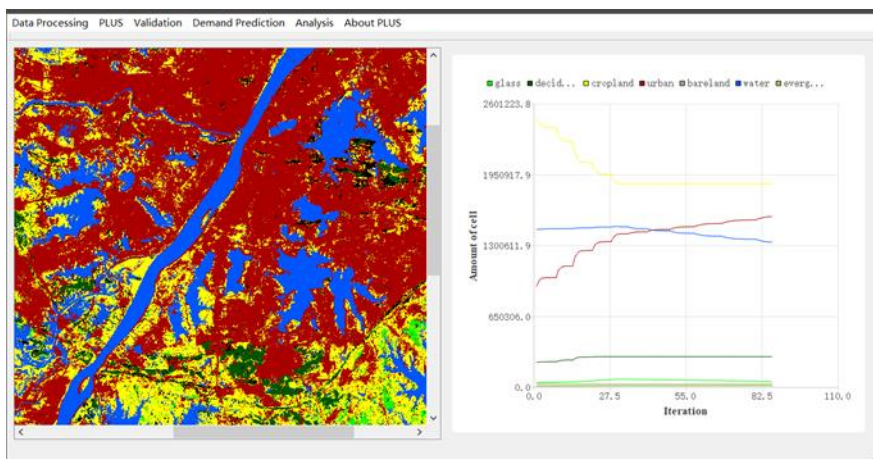 Data Processing PLUS Validation Demand Prediction Analysis About PLUS
glass decid... cropland urban bareland water everg...
2601223.8
1950917.9
1300611.9
650306.0
0.0
Amount of cell
0.0 27.5 55.0 82.5 110.0
Iteration